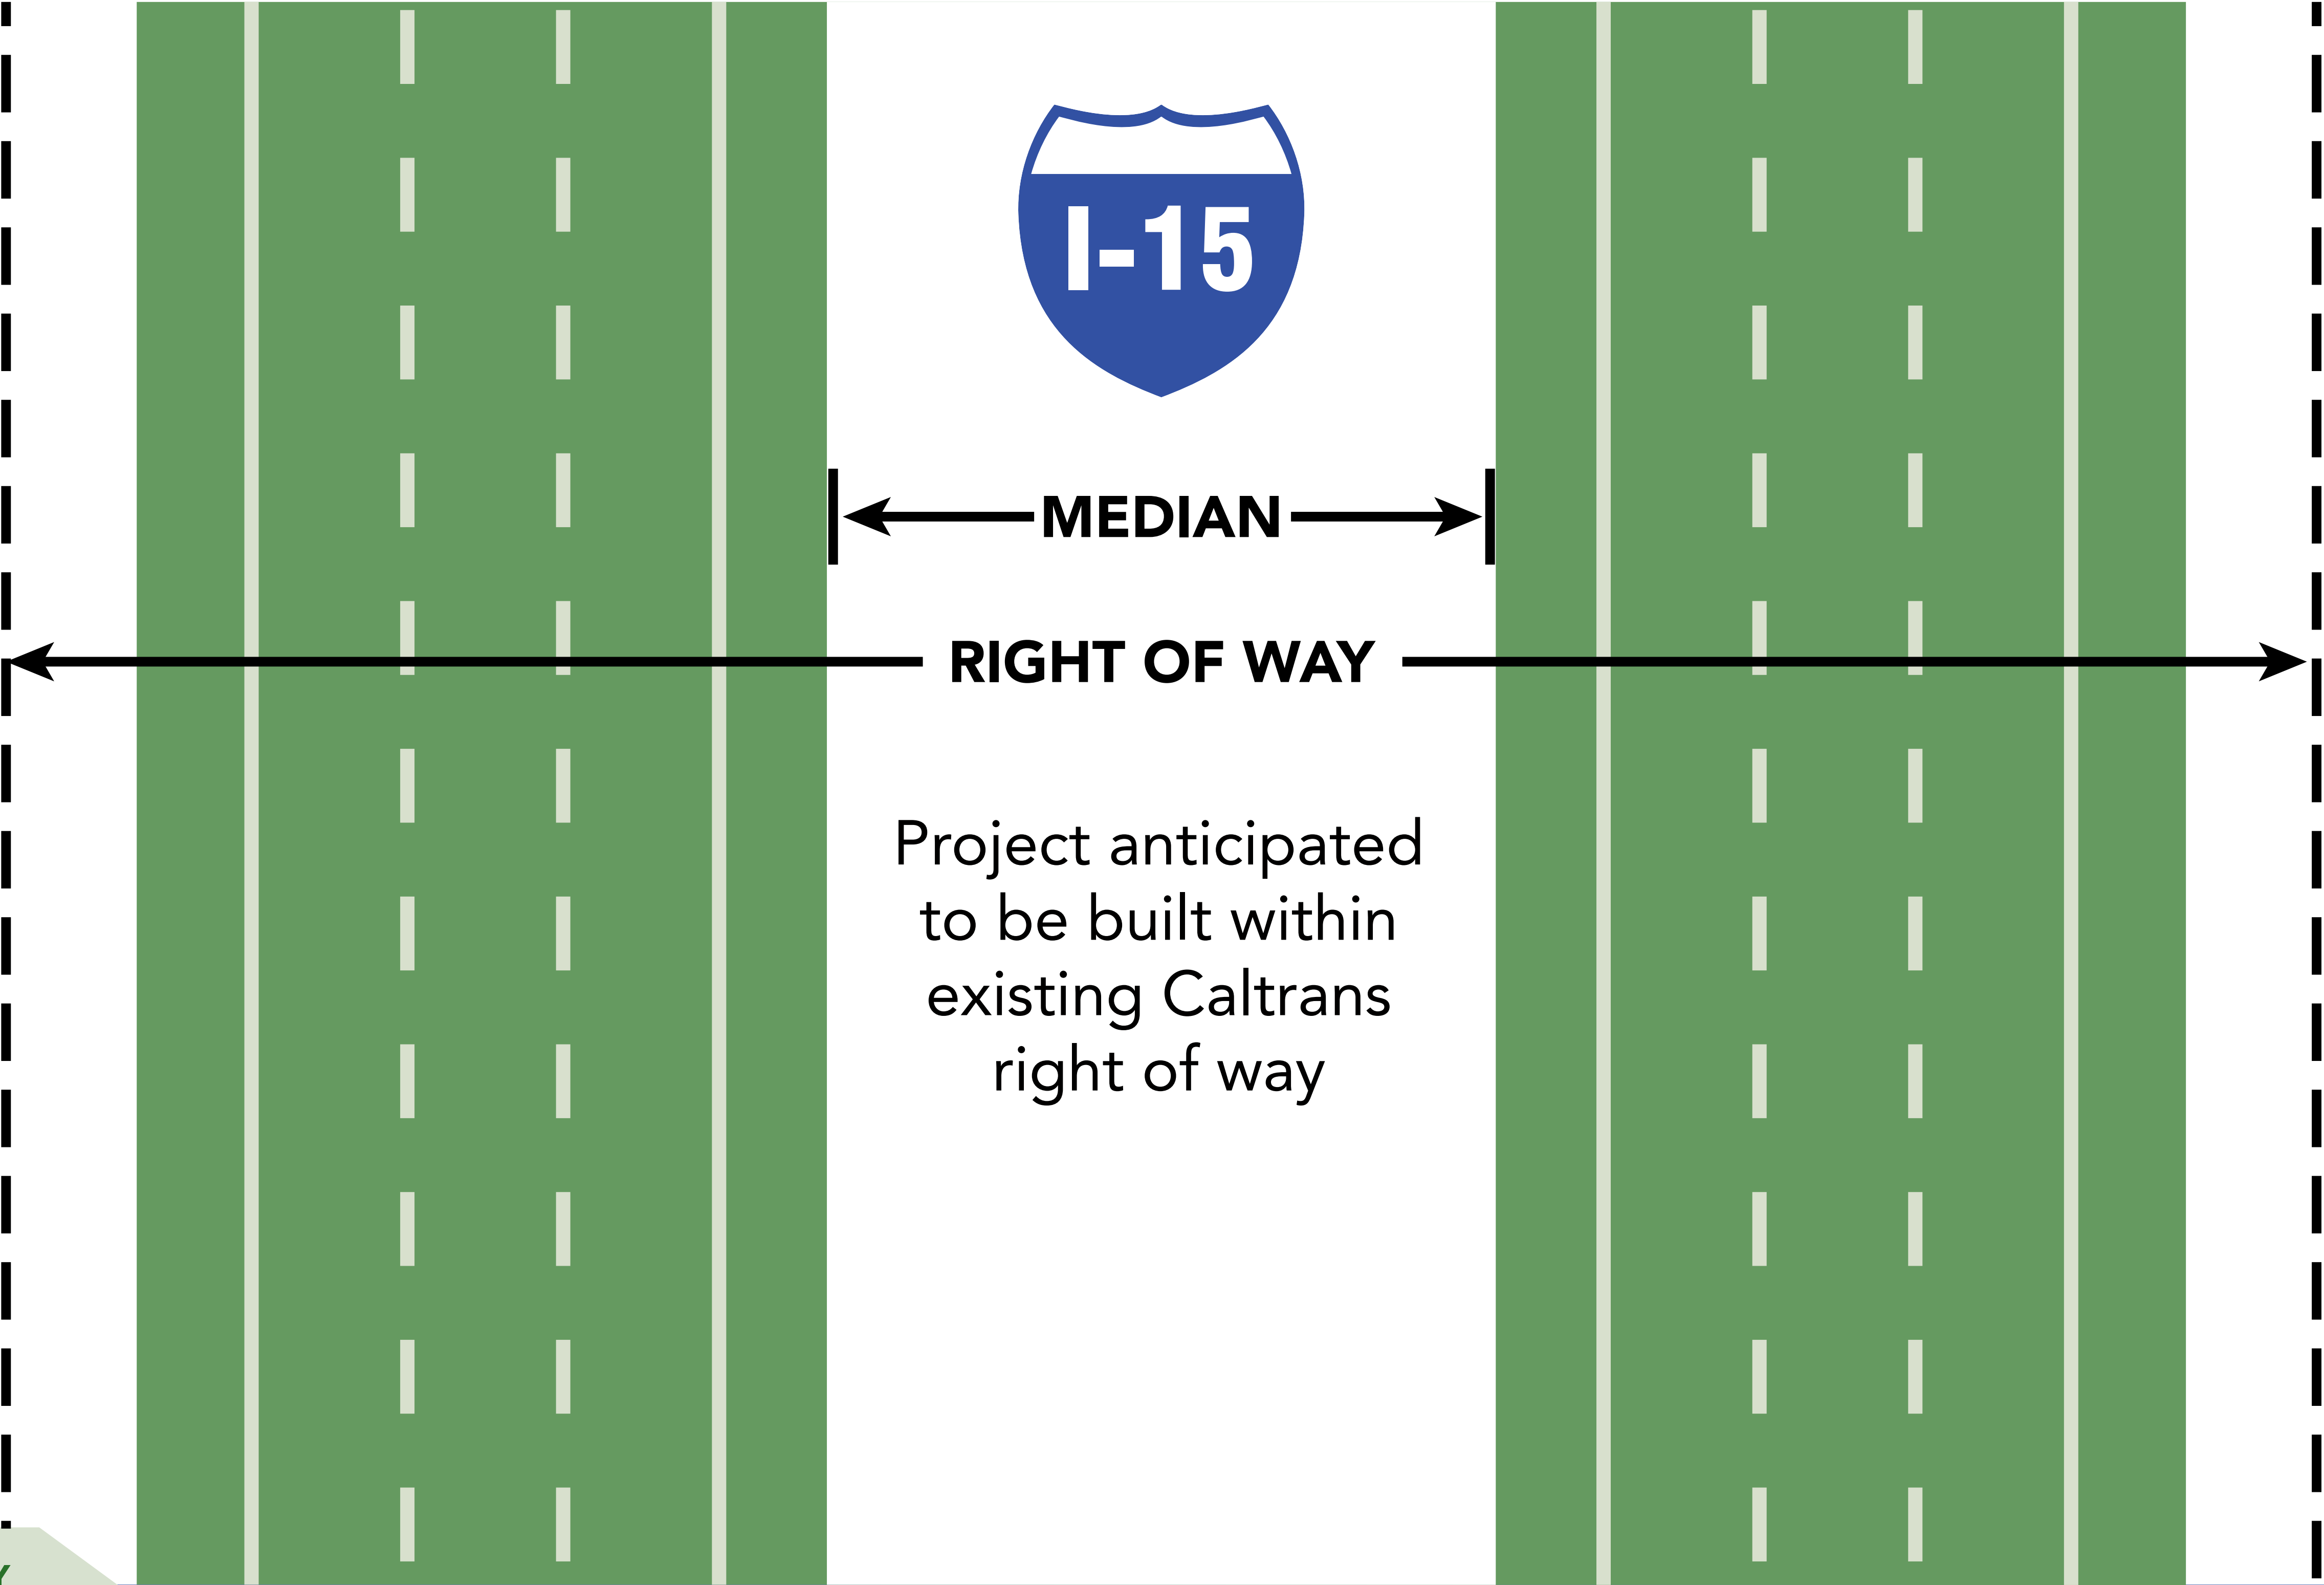 I-15
MEDIAN
RIGHT OF WAY
Project anticipated
to be built within
existing Caltrans
right of way